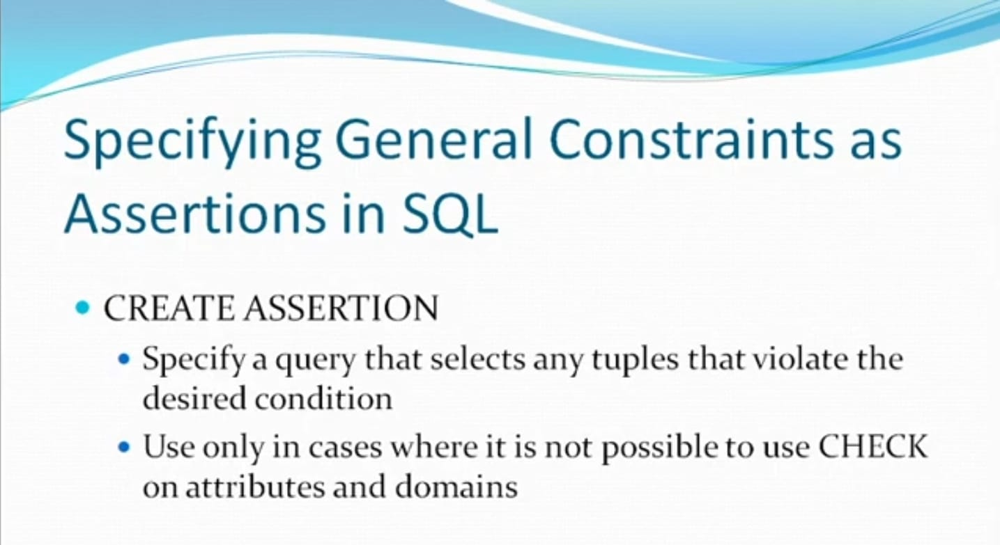 Specifying General Constraints as
Assertions in SQL
• CREATE ASSERTION
• Specify a query that selects any tuples that violate the
desired condition
• Use only in cases where it is not possible to use CHECK
on attributes and domains